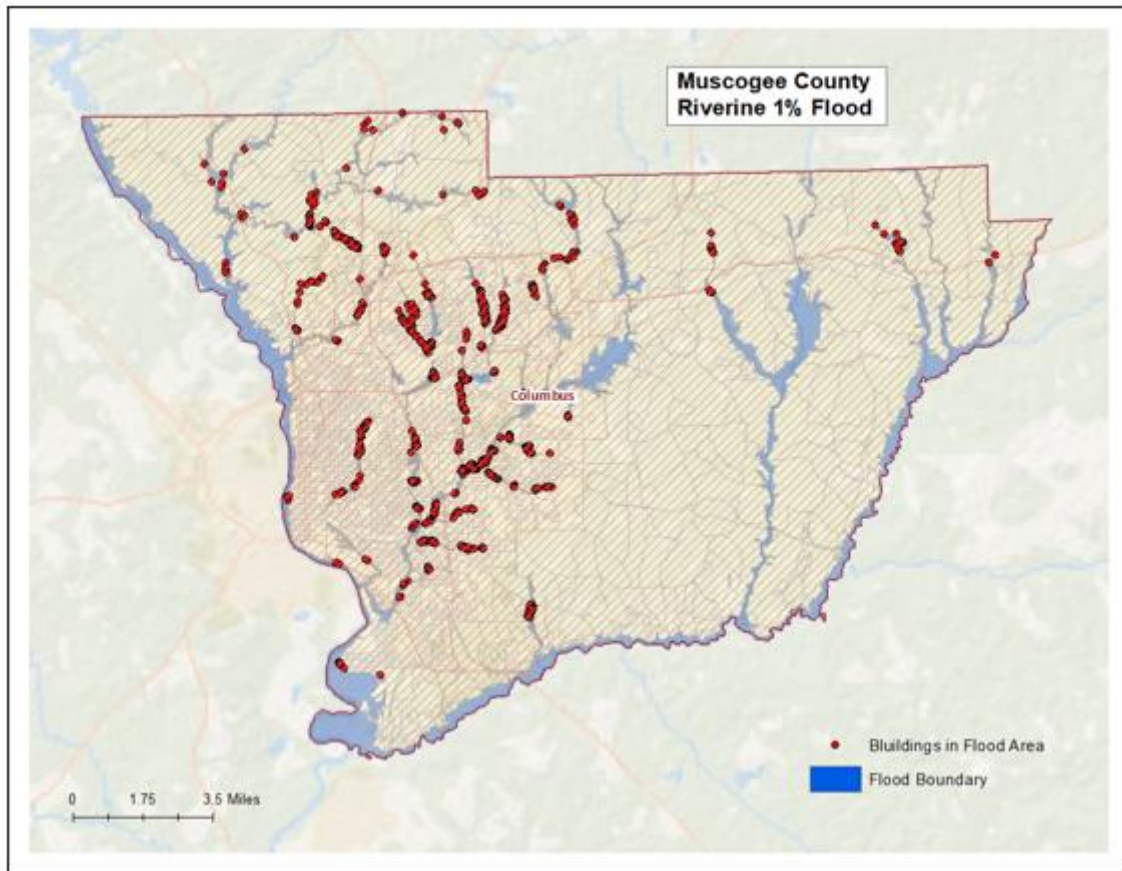 Muscogee County
Riverine 1% Flood
Columbus
Bluildings in Flood Area
Flood Boundary
0 1.75 3.5 Miles